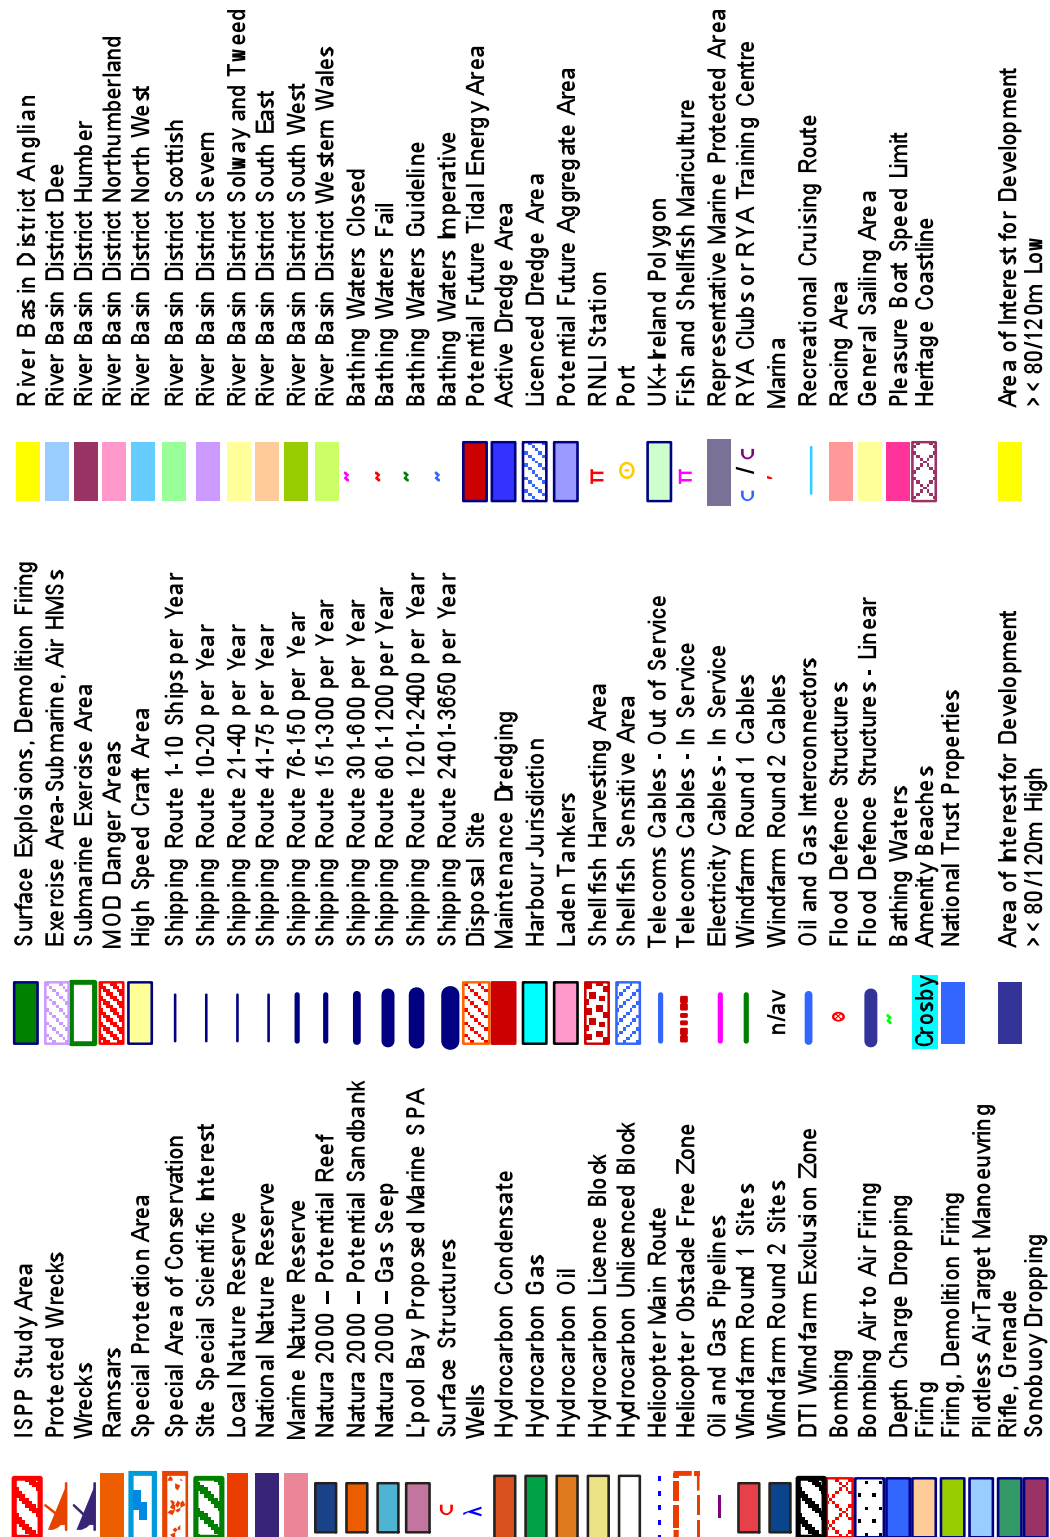 ISPP Study Area
Protected Wrecks
Wrecks
Ramsars
Special Protection Area
Special Area of Conservation
Site Special Scientific Interest
Local Nature Reserve
National Nature Reserve
Marine Nature Reserve
Natura 2000 – Potential Reef
Natura 2000 – Potential Sandbank
Natura 2000 – Gas Seep
L'pool Bay Proposed Marine SPA
Surface Structures
Wells
Hydrocarbon Condensate
Hydrocarbon Gas
Hydrocarbon Oil
Hydrocarbon Licence Block
Hydrocarbon Unlicenced Block
Helicopter Main Route
Helicopter Obstade Free Zone
Oil and Gas Pipelines
Windfarm Round 1 Sites
Windfarm Round 2 Sites
DTI Windfarm Exclusion Zone
Bombing
Bombing Air to Air Firing
Depth Charge Dropping
Firing
Firing, Demolition Firing
Pilotless Air Target Manoeuvring
Rifle, Grenade
Sonobuoy Dropping
Surface Explosions, Demolition Firing
Exercise Area-Submarine, Air HMSs
Submarine Exercise Area
MOD Danger Areas
High Speed Craft Area
Shipping Route 1-10 Ships per Year
Shipping Route 10-20 per Year
Shipping Route 21-40 per Year
Shipping Route 41-75 per Year
Shipping Route 76-150 per Year
Shipping Route 151-300 per Year
Shipping Route 301-600 per Year
Shipping Route 601-1200 per Year
Shipping Route 1201-2400 per Year
Shipping Route 2401-3650 per Year
Disposal Site
Maintenance Dredging
Harbour Jurisdiction
Laden Tankers
Shellfish Harvesting Area
Shellfish Sensitive Area
Telecoms Cables - Out of Service
Telecoms Cables - In Service
Electricity Cables - In Service
Windfarm Round 1 Cables
n/av Windfarm Round 2 Cables
Oil and Gas Interconnectors
Flood Defence Structures
Flood Defence Structures - Linear
Bathing Waters
Crosby Amenity Beaches
National Trust Properties
Area of Interest for Development
> < 80/120m High
River Basin District Anglian
River Basin District Dee
River Basin District Humber
River Basin District Northumberland
River Basin District North West
River Basin District Scottish
River Basin District Severn
River Basin District Solway and Tweed
River Basin District South East
River Basin District South West
River Basin District Western Wales
Bathing Waters Closed
Bathing Waters Fail
Bathing Waters Guideline
Bathing Waters Imperative
Potential Future Tidal Energy Area
Active Dredge Area
Licenced Dredge Area
Potential Future Aggregate Area
RNLI Station
Port
UK+Ireland Polygon
Fish and Shellfish Mariculture
Representative Marine Protected Area
RYA Clubs or RYA Training Centre
Marina
Recreational Cruising Route
Racing Area
General Sailing Area
Pleasure Boat Speed Limit
Heritage Coastline
Area of Interest for Development
> < 80/120m Low